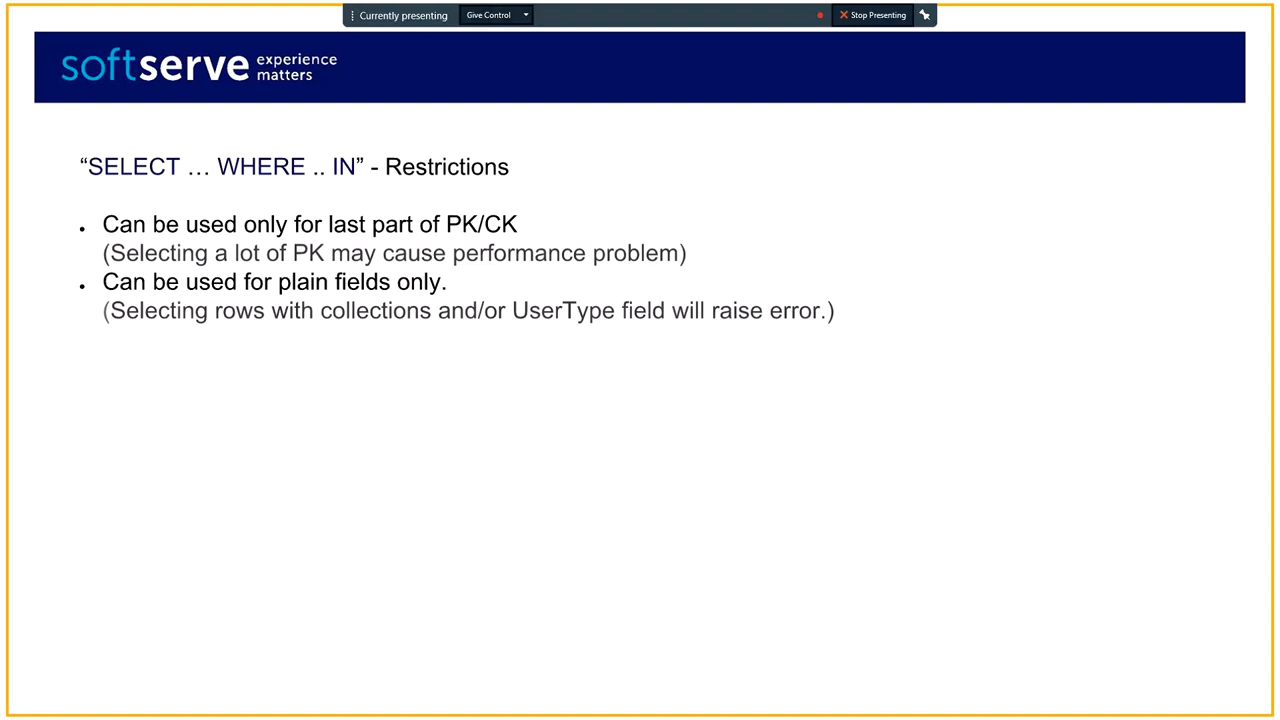 Currently presenting Give Control Stop Presenting
softserve experience matters
“SELECT … WHERE .. IN” - Restrictions
• Can be used only for last part of PK/CK
(Selecting a lot of PK may cause performance problem)
• Can be used for plain fields only.
(Selecting rows with collections and/or UserType field will raise error.)